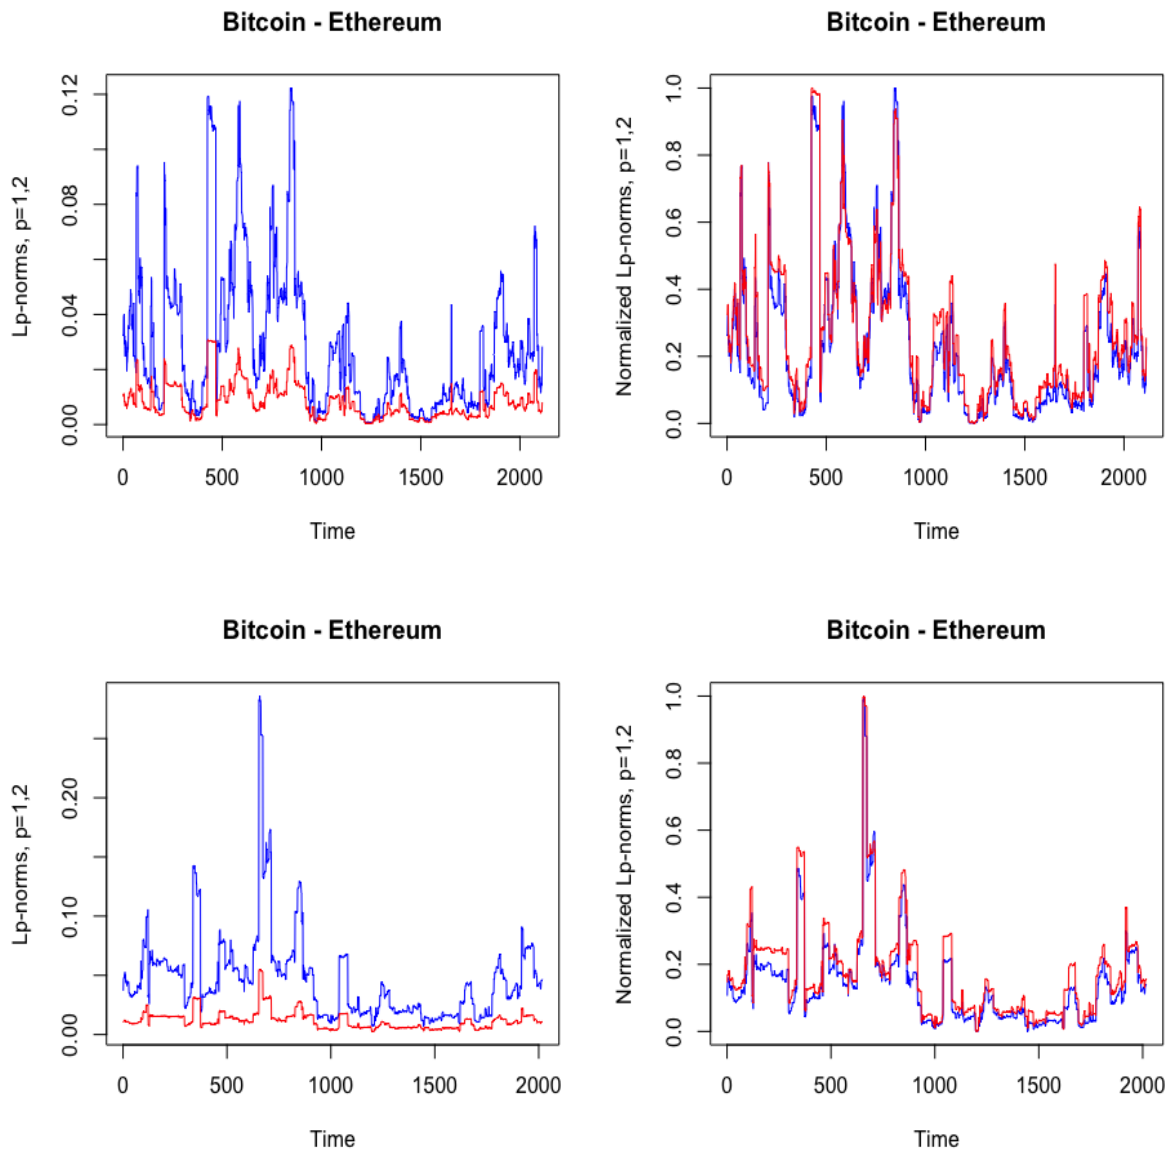 Bitcoin - Ethereum
Lp-norms, p=1,2
0.00 0.04 0.08 0.12
0 500 1000 1500 2000
Time
Bitcoin - Ethereum
Normalized Lp-norms, p=1,2
0.0 0.2 0.4 0.6 0.8 1.0
0 500 1000 1500 2000
Time
Bitcoin - Ethereum
Lp-norms, p=1,2
0.00 0.10 0.20
0 500 1000 1500 2000
Time
Bitcoin - Ethereum
Normalized Lp-norms, p=1,2
0.0 0.2 0.4 0.6 0.8 1.0
0 500 1000 1500 2000
Time